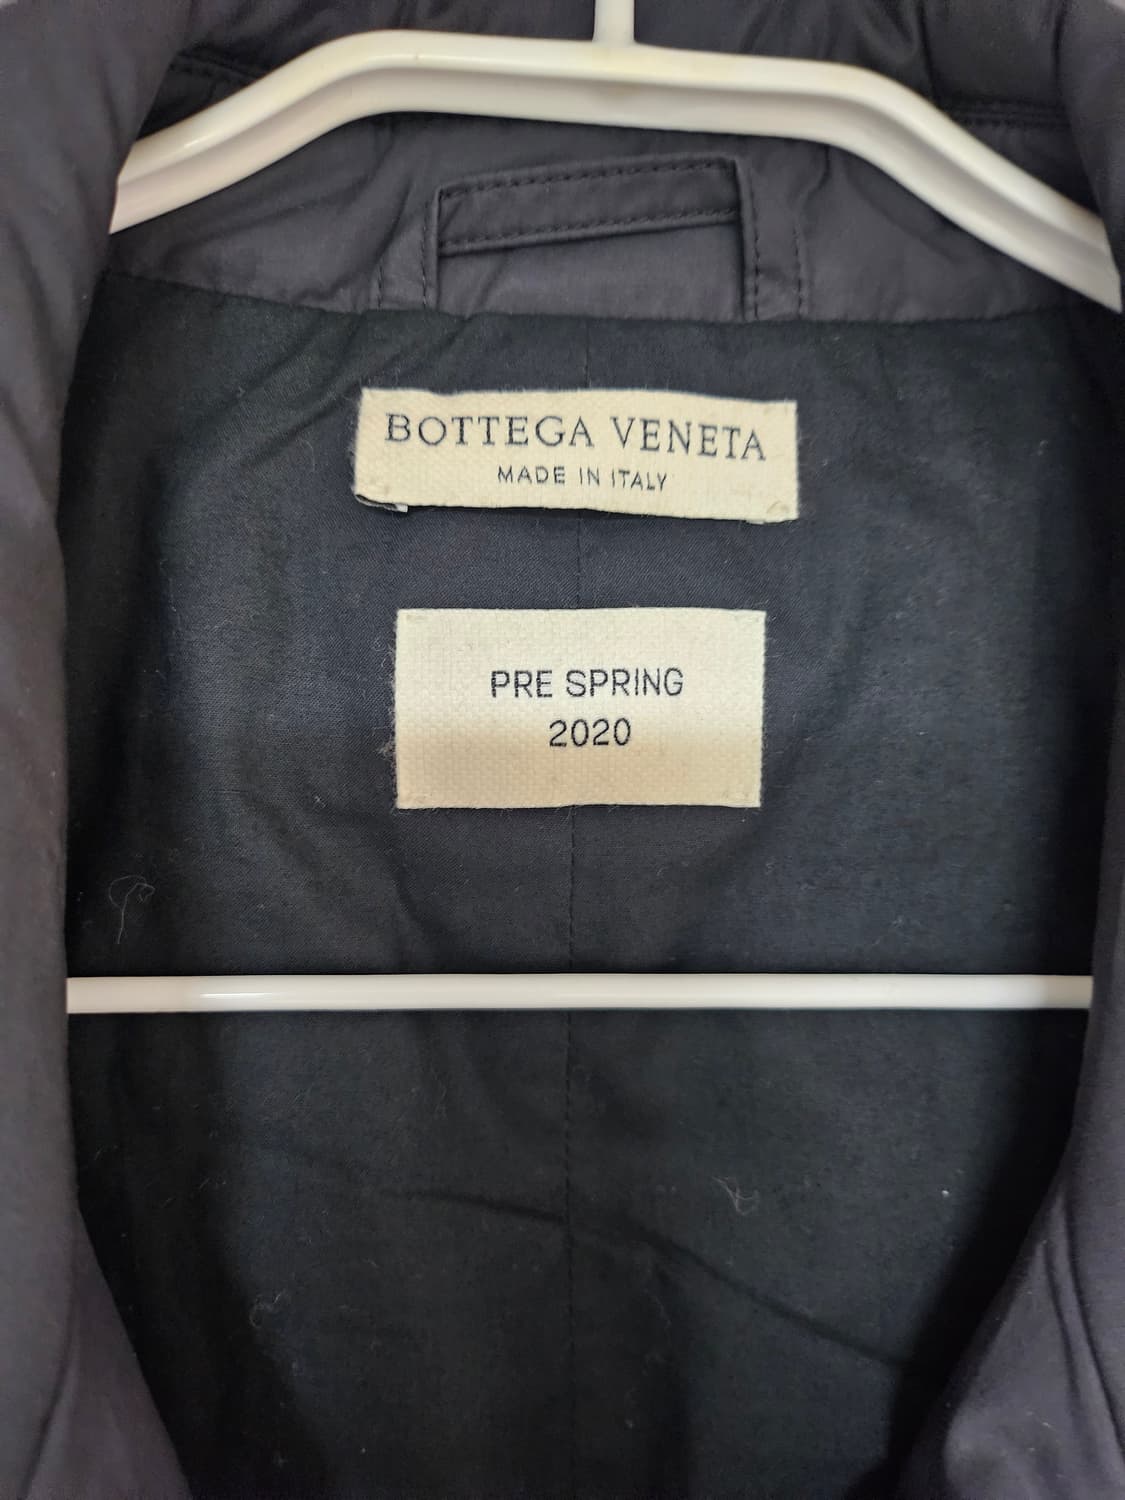 BOTTEGA VENETA
MADE IN ITALY
PRE SPRING
2020